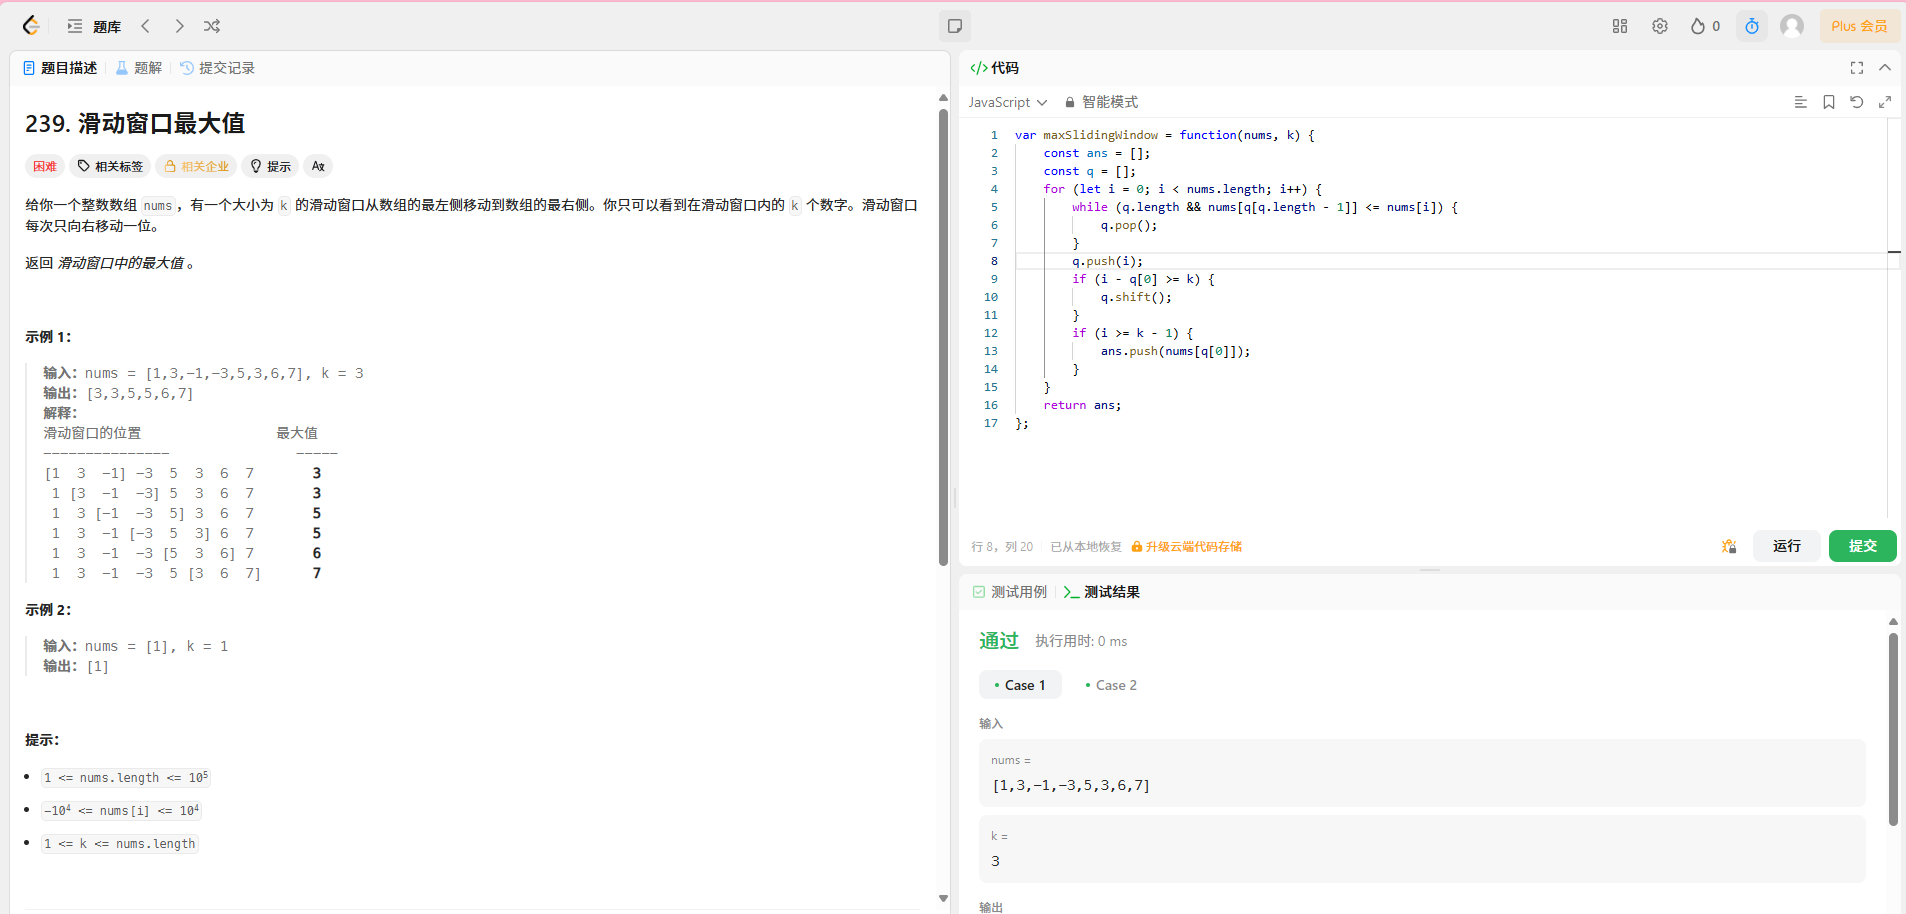 题库
0
Plus 会员
题目描述
题解
提交记录
239. 滑动窗口最大值
困难
相关标签
相关企业
提示
给你一个整数数组 nums，有一个大小为 k 的滑动窗口从数组的最左侧移动到数组的最右侧。你只可以看到在滑动窗口内的 k 个数字。滑动窗口
每次只向右移动一位。
返回 滑动窗口中的最大值 。
示例 1：
输入：nums = [1,3,-1,-3,5,3,6,7], k = 3
输出：[3,3,5,5,6,7]
解释：
滑动窗口的位置                最大值
---------------               -----
[1  3  -1] -3  5  3  6  7       3
 1 [3  -1  -3] 5  3  6  7       3
 1  3 [-1  -3  5] 3  6  7       5
 1  3  -1 [-3  5  3] 6  7       5
 1  3  -1  -3 [5  3  6] 7       6
 1  3  -1  -3  5 [3  6  7]      7
示例 2：
输入：nums = [1], k = 1
输出：[1]
提示：
• 1 <= nums.length <= 10⁵
• -10⁴ <= nums[i] <= 10⁴
• 1 <= k <= nums.length
</> 代码
JavaScript
智能模式
1 var maxSlidingWindow = function(nums, k) {
2     const ans = [];
3     const q = [];
4     for (let i = 0; i < nums.length; i++) {
5         while (q.length && nums[q[q.length - 1]] <= nums[i]) {
6             q.pop();
7         }
8         q.push(i);
9         if (i - q[0] >= k) {
10             q.shift();
11         }
12         if (i >= k - 1) {
13             ans.push(nums[q[0]]);
14         }
15     }
16     return ans;
17 };
行 8，列 20
已从本地恢复
升级云端代码存储
运行
提交
测试用例
测试结果
通过
执行用时: 0 ms
• Case 1
• Case 2
输入
nums =
[1,3,-1,-3,5,3,6,7]
k =
3
输出